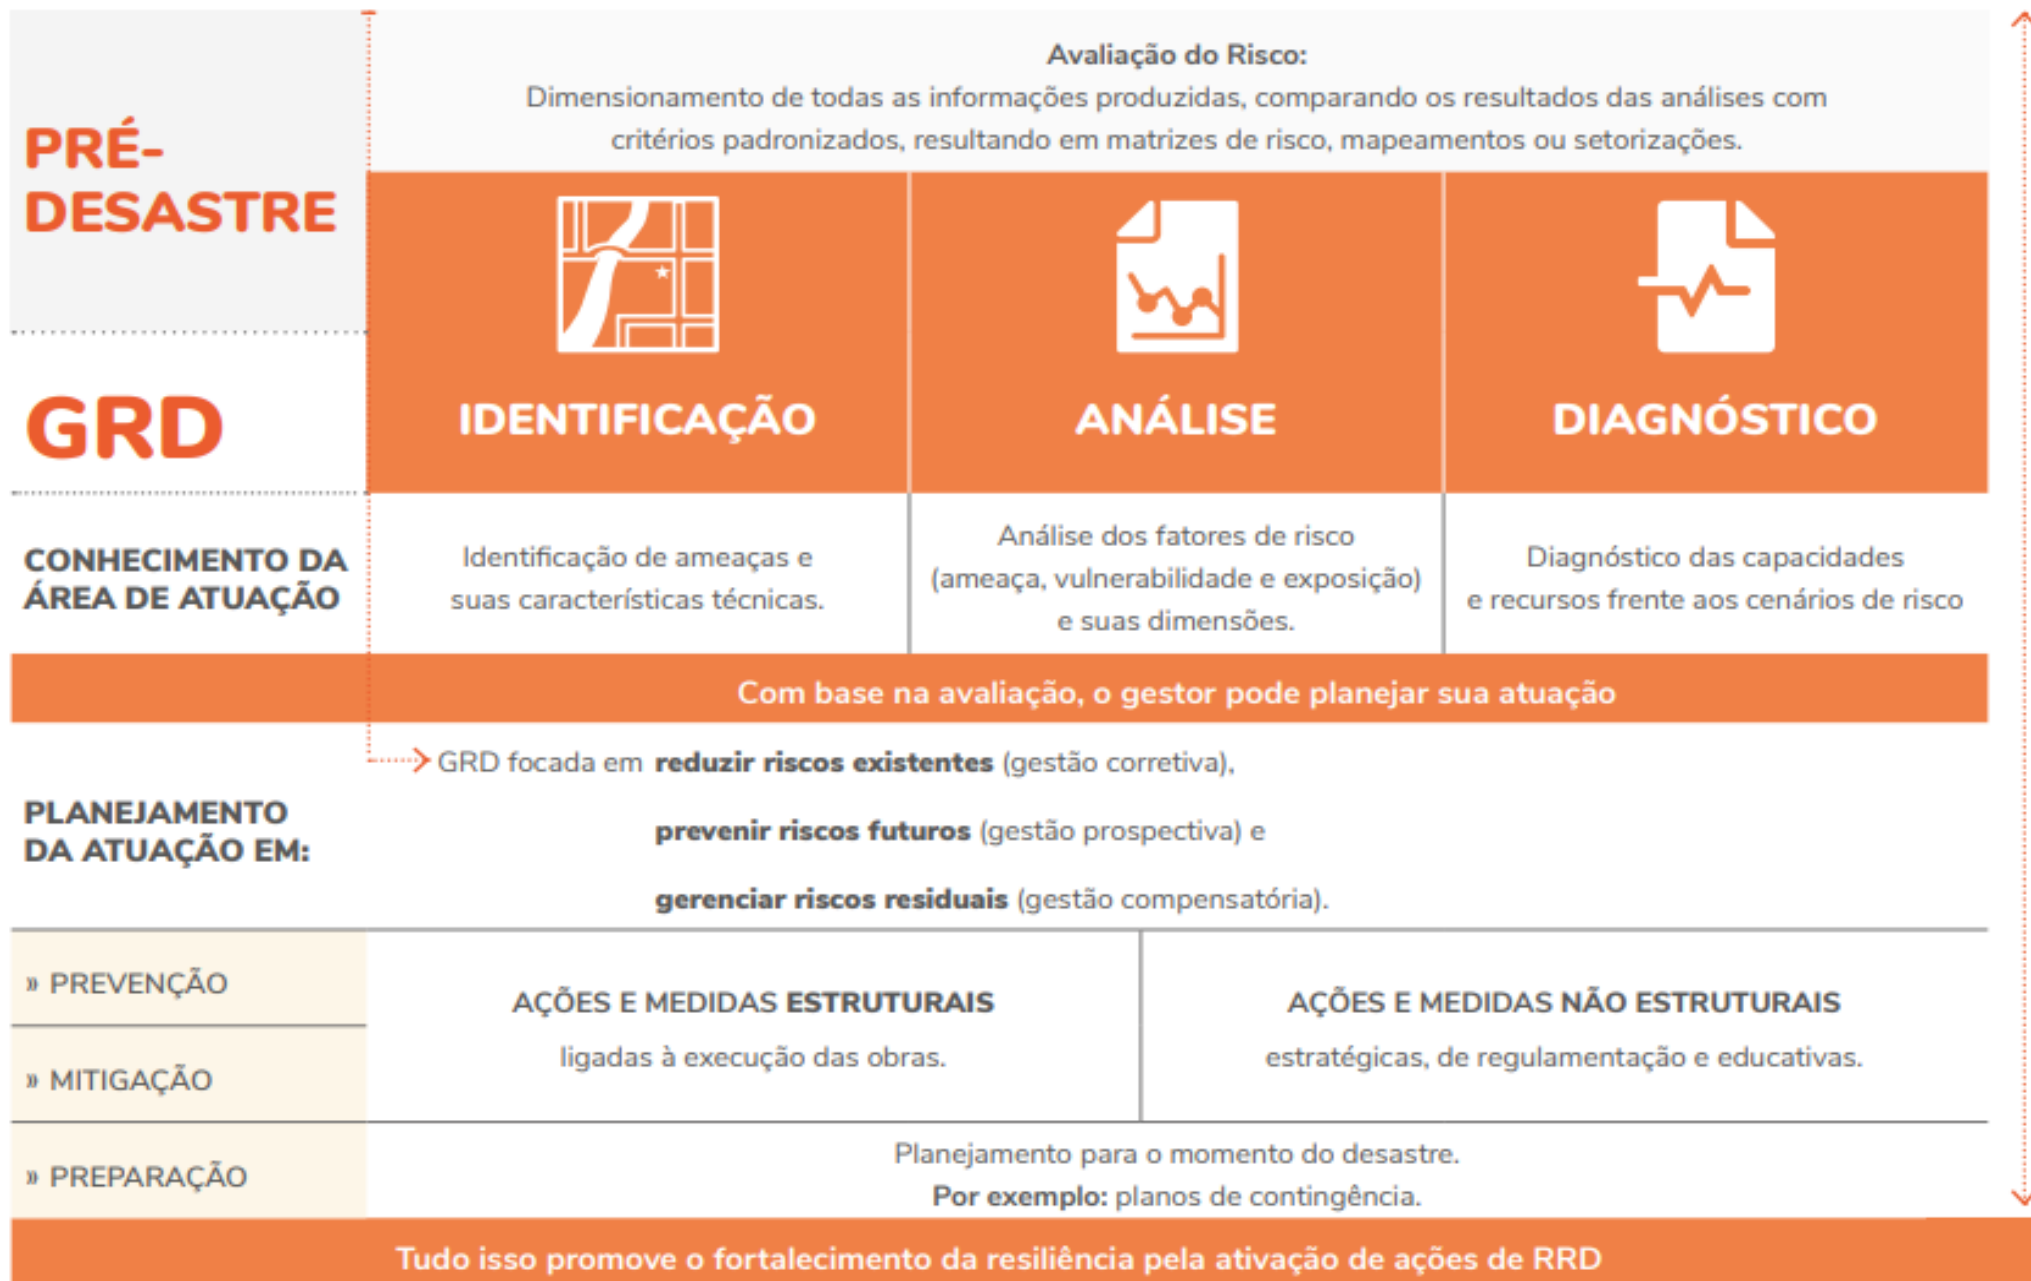 PRÉ-
DESASTRE
Avaliação do Risco:
Dimensionamento de todas as informações produzidas, comparando os resultados das análises com
critérios padronizados, resultando em matrizes de risco, mapeamentos ou setorizações.
GRD
IDENTIFICAÇÃO
ANÁLISE
DIAGNÓSTICO
CONHECIMENTO DA
ÁREA DE ATUAÇÃO
Identificação de ameaças e
suas características técnicas.
Análise dos fatores de risco
(ameaça, vulnerabilidade e exposição)
e suas dimensões.
Diagnóstico das capacidades
e recursos frente aos cenários de risco
Com base na avaliação, o gestor pode planejar sua atuação
PLANEJAMENTO
DA ATUAÇÃO EM:
GRD focada em reduzir riscos existentes (gestão corretiva),
prevenir riscos futuros (gestão prospectiva) e
gerenciar riscos residuais (gestão compensatória).
» PREVENÇÃO
» MITIGAÇÃO
AÇÕES E MEDIDAS ESTRUTURAIS
ligadas à execução das obras.
AÇÕES E MEDIDAS NÃO ESTRUTURAIS
estratégicas, de regulamentação e educativas.
» PREPARAÇÃO
Planejamento para o momento do desastre.
Por exemplo: planos de contingência.
Tudo isso promove o fortalecimento da resiliência pela ativação de ações de RRD